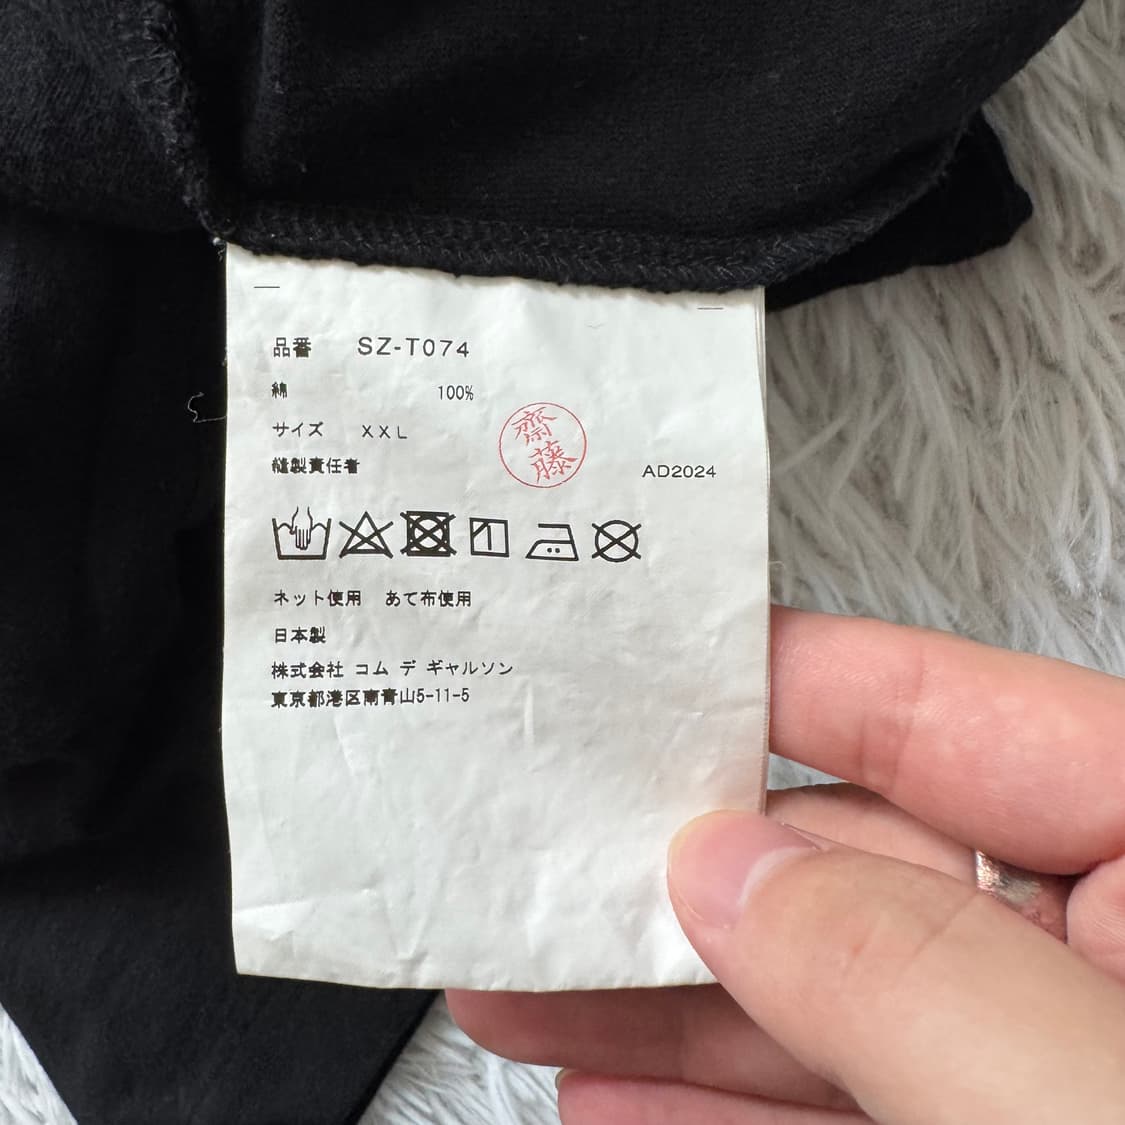 品番 SZ-T074
綿 100%
サイズ XXL
縫製責任者 齋藤 AD2024
ネット使用 あて布使用
日本製
株式会社 コム デ ギャルソン
東京都港区南青山5-11-5